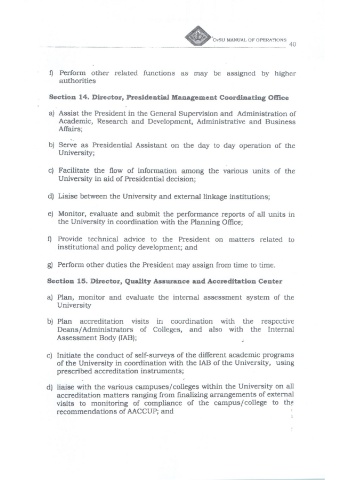 CvSU MANUAL OF OPERATIONS
40
f) Perform other related functions as may be assigned by higher
authorities
Section 14. Director, Presidential Management Coordinating Office
a) Assist the President in the General Supervision and Administration of
Academic, Research and Development, Administrative and Business
Affairs;
b) Serve as Presidential Assistant on the day to day operation of the
University;
c) Facilitate the flow of information among the various units of the
University in aid of Presidential decision;
d) Liaise between the University and external linkage institutions;
e) Monitor, evaluate and submit the performance reports of all units in
the University in coordination with the Planning Office;
f) Provide technical advice to the President on matters related to
institutional and policy development; and
g) Perform other duties the President may assign from time to time.
Section 15. Director, Quality Assurance and Accreditation Center
a) Plan, monitor and evaluate the internal assessment system of the
University
b) Plan accreditation visits in coordination with the respective
Deans/Administrators of Colleges, and also with the Internal
Assessment Body (IAB);
c) Initiate the conduct of self-surveys of the different academic programs
of the University in coordination with the IAB of the University, using
prescribed accreditation instruments;
d) liaise with the various campuses/colleges within the University on all
accreditation matters ranging from finalizing arrangements of external
visits to monitoring of compliance of the campus/college to the
recommendations of AACCUP; and